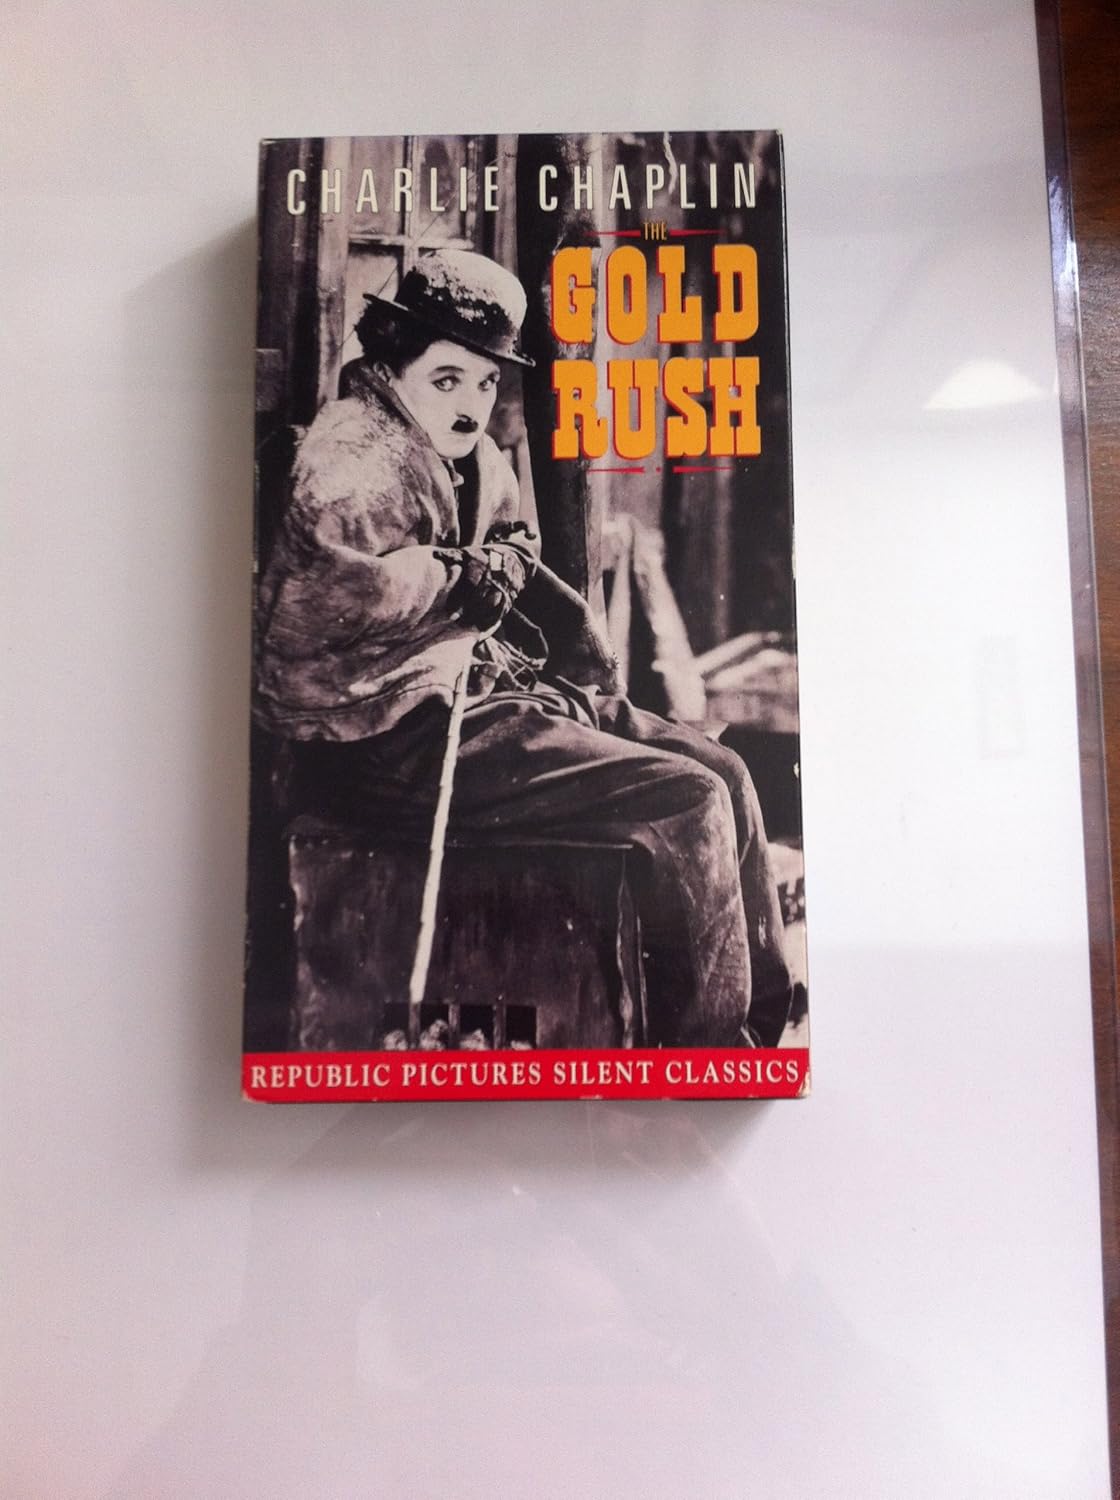 CHARLIE CHAPLIN
THE
GOLD
RUSH
REPUBLIC PICTURES SILENT CLASSICS